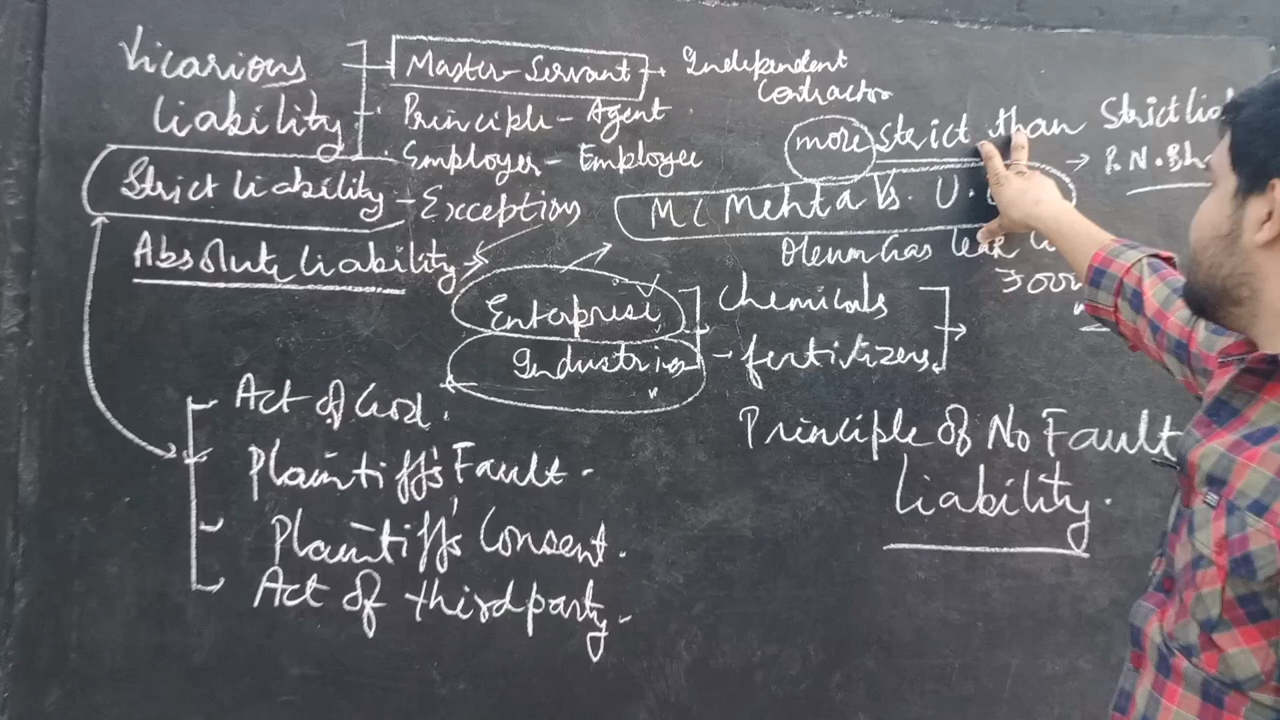 Vicarious liability
Master-Servant → Independent Contractor
Principle - Agent
Employer - Employee
Strict liability - Exception
Absolute liability
more strict than Strict
→ P.N.
M C Mehta Vs. U.
Oleum Gas leak
Enterprise
Industries
Chemicals
- fertilizers.
Principle of No Fault
liability.
Act of God.
Plaintiff's Fault.
Plaintiff's Consent.
Act of third party.